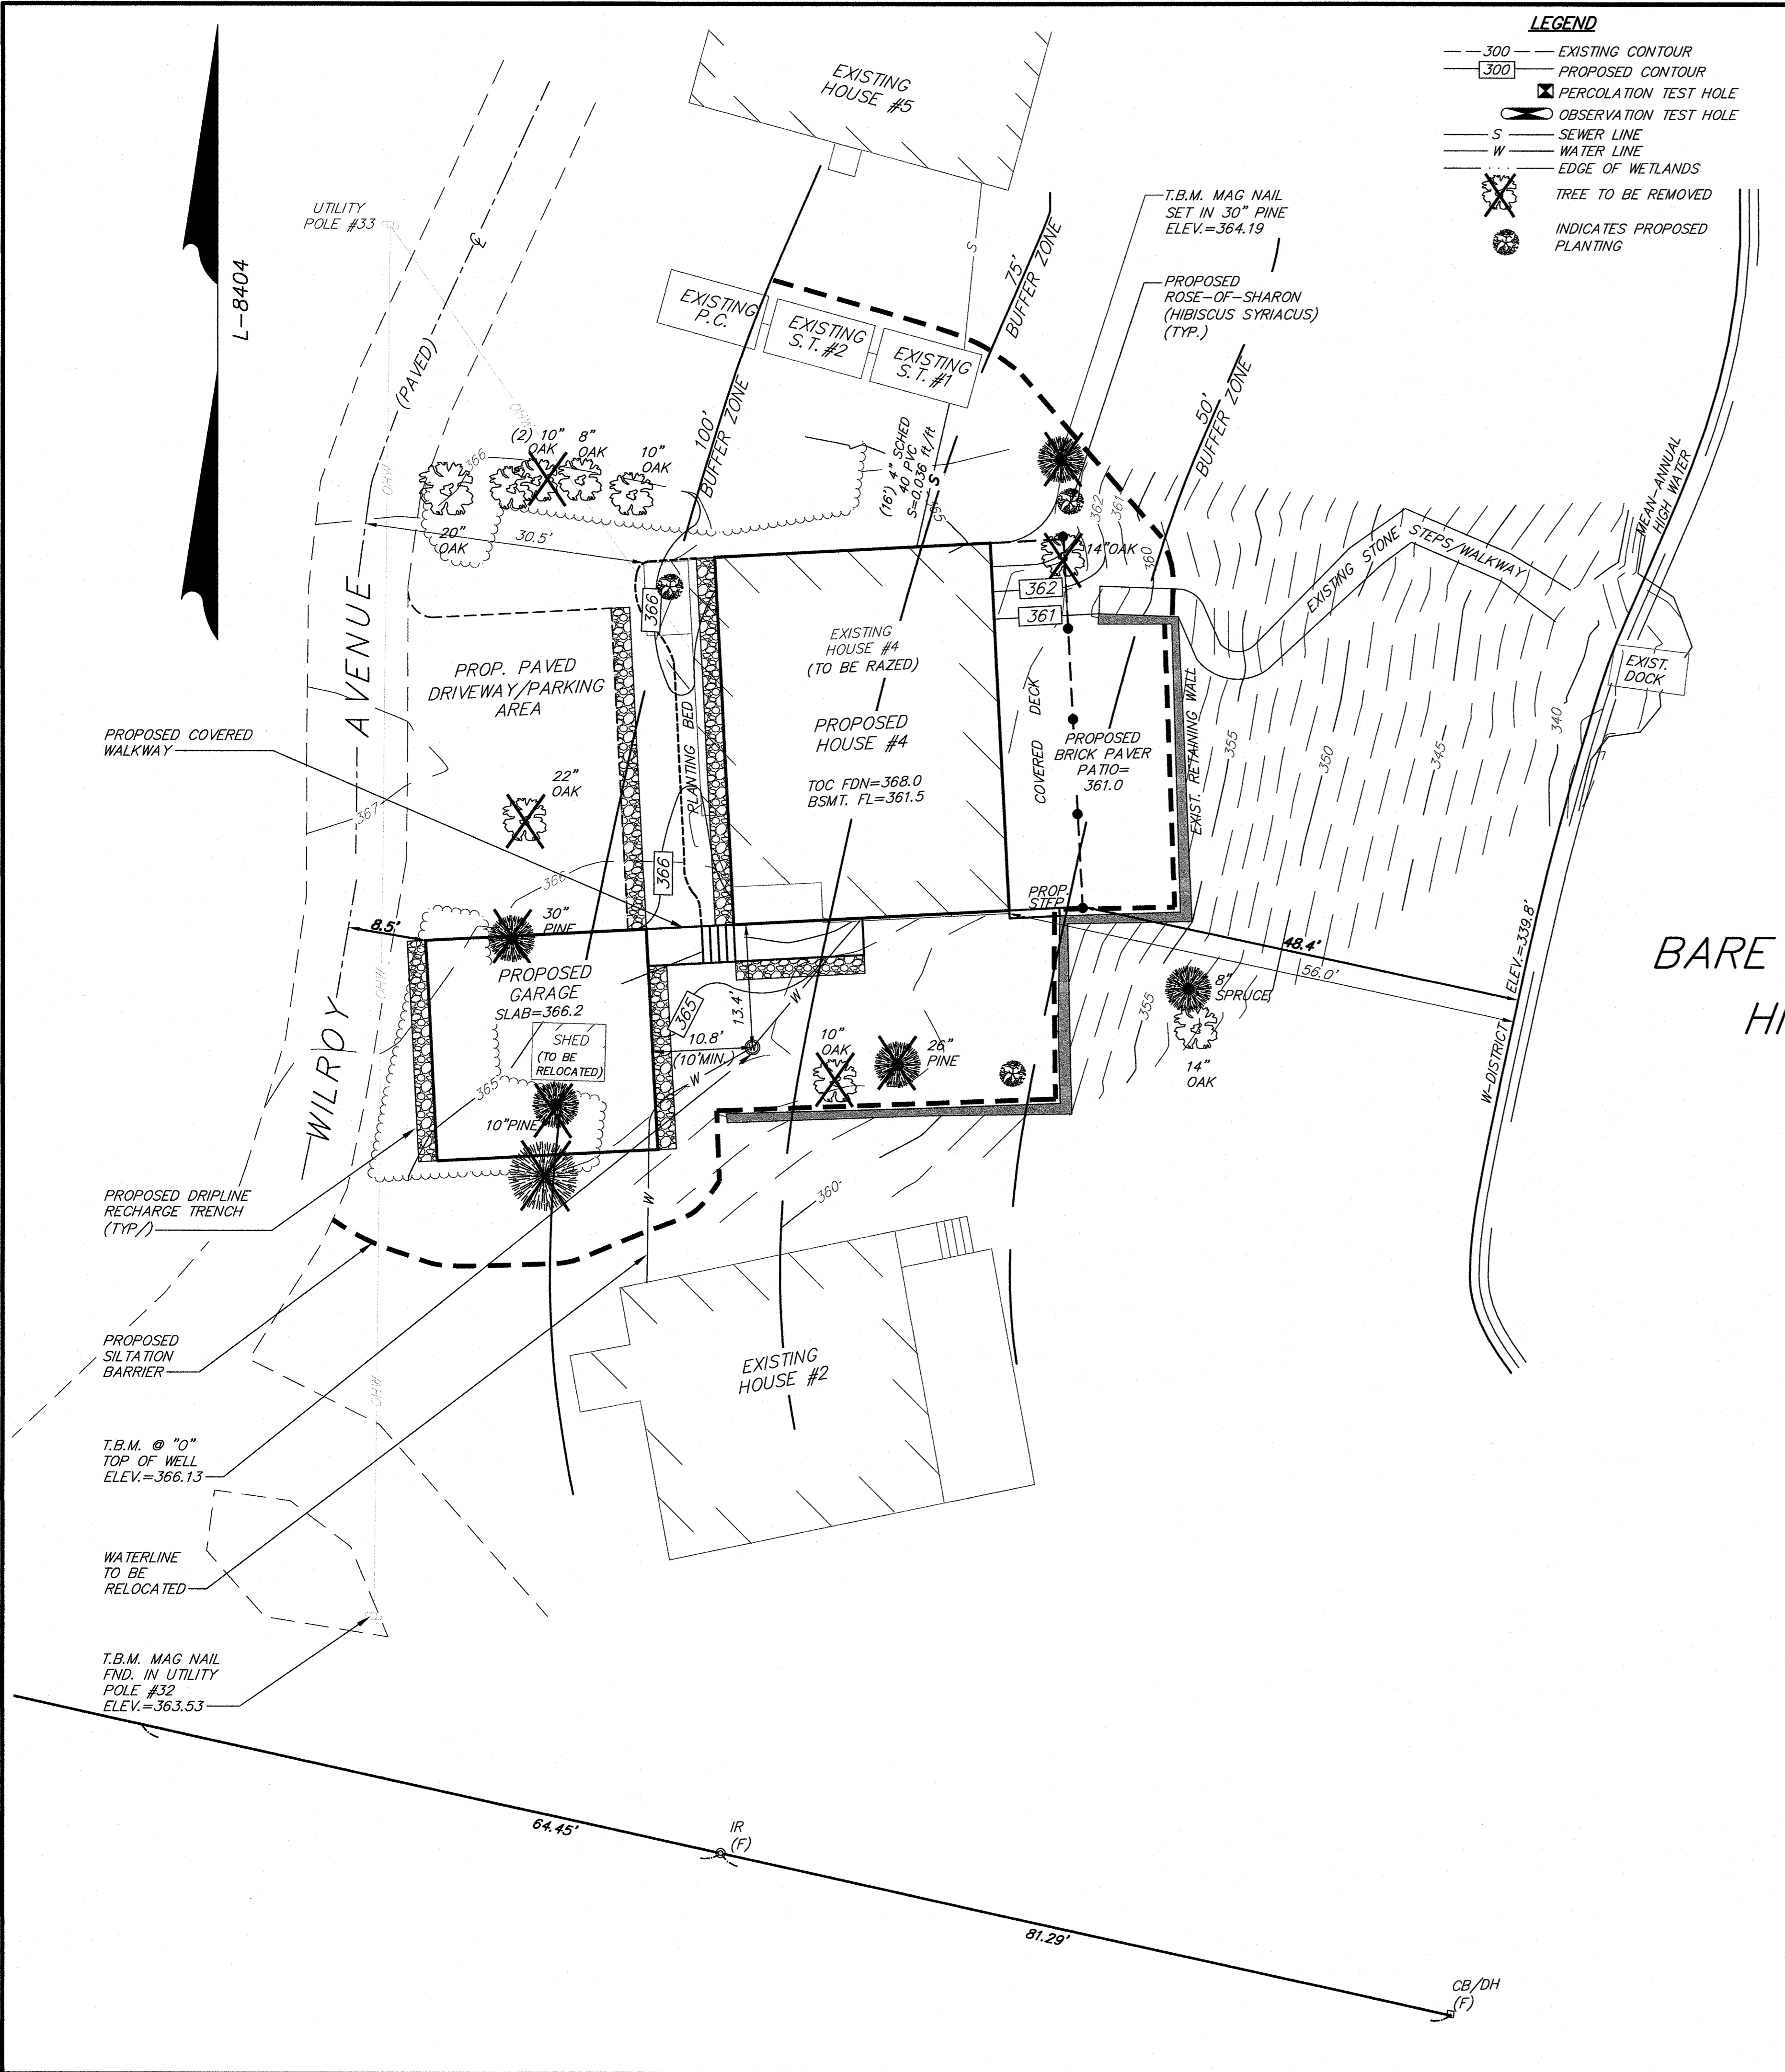 LEGEND
300 EXISTING CONTOUR
300 PROPOSED CONTOUR
PERCOLATION TEST HOLE
OBSERVATION TEST HOLE
S SEWER LINE
W WATER LINE
EDGE OF WETLANDS
TREE TO BE REMOVED
INDICATES PROPOSED
PLANTING
L-8404
EXISTING
HOUSE #5
UTILITY
POLE #33
(PAVED)
T.B.M. MAG NAIL
SET IN 30" PINE
ELEV.=364.19
PROPOSED
ROSE-OF-SHARON
(HIBISCUS SYRIACUS)
(TYP.)
S
75'
BUFFER ZONE
EXISTING
P.C.
EXISTING
S.T. #2
EXISTING
S.T. #1
100'
BUFFER ZONE
50'
BUFFER ZONE
OHW
OHW
(2) 10"
OAK
8"
OAK
10"
OAK
366
20"
OAK
30.5'
(16') 4" SCHED
40 PVC
S=0.036 ft/ft
S
362
361
360
14"OAK
362
361
366
MEAN-ANNUAL
HIGH WATER
EXISTING STONE STEPS/WALKWAY
EXIST.
DOCK
EXISTING
HOUSE #4
(TO BE RAZED)
PROPOSED
HOUSE #4
TOC FDN=368.0
BSMT. FL=361.5
COVERED DECK
PROPOSED
BRICK PAVER
PATIO=
361.0
EXIST. RETAINING WALL
355
350
345
340
PROP. PAVED
DRIVEWAY/PARKING
AREA
PLANTING BED
PROPOSED COVERED
WALKWAY
22"
OAK
367
366
366
WILROY AVENUE
8.5'
30"
PINE
PROPOSED
GARAGE
SLAB=366.2
SHED
(TO BE
RELOCATED)
OHW
365
365
10"PINE
13.4'
10.8'
(10'MIN.)
W
W
W
W
10"
OAK
26"
PINE
PROP.
STEP
48.4'
56.0'
8"
SPRUCE
14"
OAK
355
360
ELEV.=339.8'
W-DISTRICT
BARE
HI
PROPOSED DRIPLINE
RECHARGE TRENCH
(TYP/)
PROPOSED
SILTATION
BARRIER
EXISTING
HOUSE #2
OHW
T.B.M. @ "O"
TOP OF WELL
ELEV.=366.13
WATERLINE
TO BE
RELOCATED
T.B.M. MAG NAIL
FND. IN UTILITY
POLE #32
ELEV.=363.53
64.45'
IR
(F)
81.29'
CB/DH
(F)